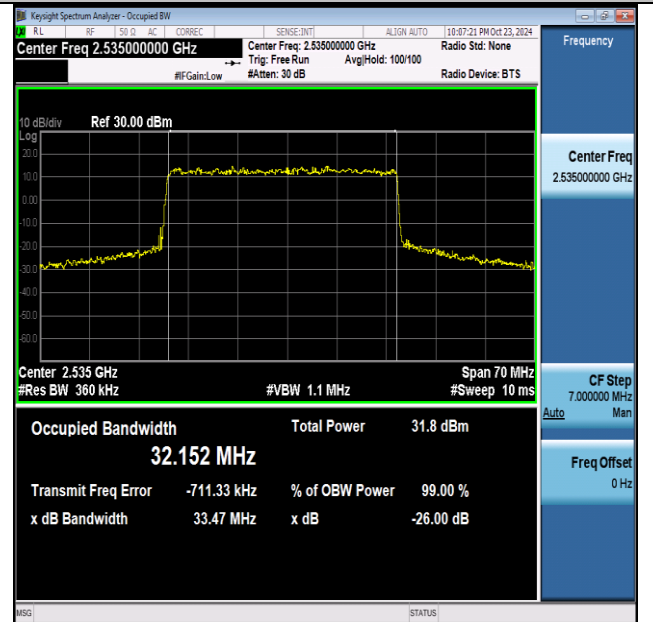 Keysight Spectrum Analyzer - Occupied BW
RL RF 50 Ω AC CORREC SENSE:INT ALIGN AUTO 10:07:21 PM Oct 23, 2024
Center Freq 2.535000000 GHz
Center Freq: 2.535000000 GHz
Radio Std: None
Trig: Free Run Avg|Hold: 100/100
#IFGain:Low
#Atten: 30 dB
Radio Device: BTS
10 dB/div Ref 30.00 dBm
Log
20.0
10.0
0.00
-10.0
-20.0
-30.0
-40.0
-50.0
-60.0
Center 2.535 GHz
Span 70 MHz
#Res BW 360 kHz
#VBW 1.1 MHz
#Sweep 10 ms
Occupied Bandwidth
32.152 MHz
Total Power 31.8 dBm
Transmit Freq Error -711.33 kHz
% of OBW Power 99.00 %
x dB Bandwidth 33.47 MHz
x dB -26.00 dB
MSG
STATUS
Frequency
Center Freq
2.535000000 GHz
CF Step
7.000000 MHz
Auto Man
Freq Offset
0 Hz